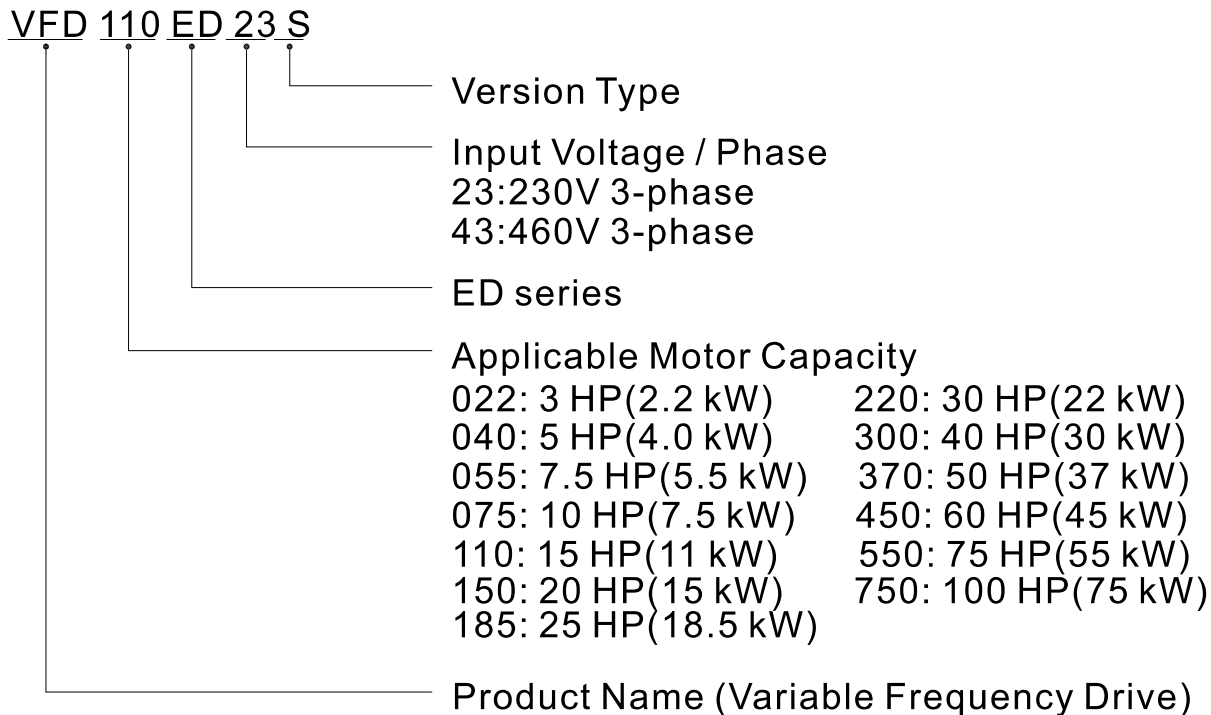 VFD 110 ED 23 S
Version Type
Input Voltage / Phase
23:230V 3-phase
43:460V 3-phase
ED series
Applicable Motor Capacity
022: 3 HP(2.2 kW) 220: 30 HP(22 kW)
040: 5 HP(4.0 kW) 300: 40 HP(30 kW)
055: 7.5 HP(5.5 kW) 370: 50 HP(37 kW)
075: 10 HP(7.5 kW) 450: 60 HP(45 kW)
110: 15 HP(11 kW) 550: 75 HP(55 kW)
150: 20 HP(15 kW) 750: 100 HP(75 kW)
185: 25 HP(18.5 kW)
Product Name (Variable Frequency Drive)